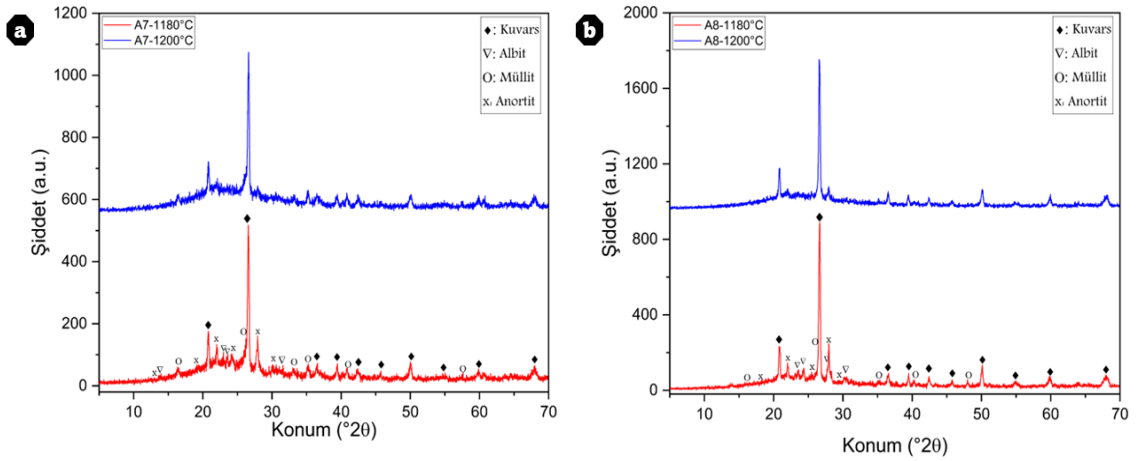 a
A7-1180°C
A7-1200°C
♦: Kuvars
∇: Albit
O: Müllit
x: Anortit
1200
1000
800
600
400
200
0
Şiddet (a.u.)
10 20 30 40 50 60 70
Konum (°2θ)
b
A8-1180°C
A8-1200°C
♦: Kuvars
∇: Albit
O: Müllit
x: Anortit
2000
1600
1200
800
400
0
Şiddet (a.u.)
10 20 30 40 50 60 70
Konum (°2θ)